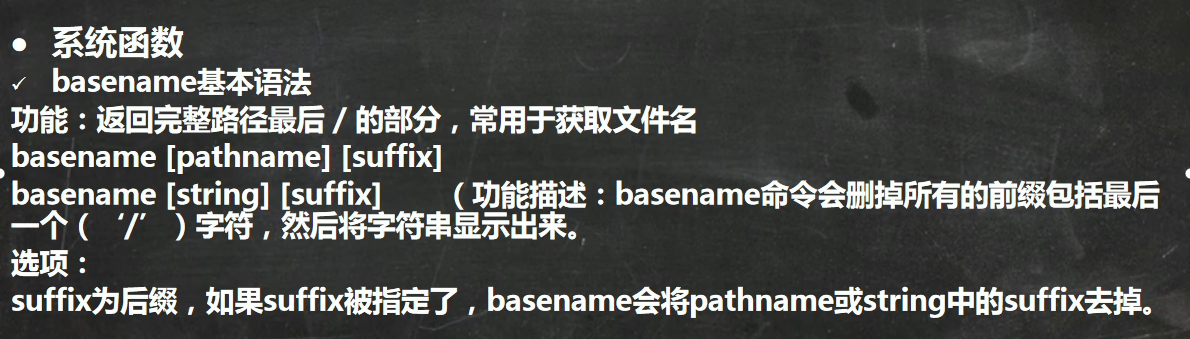 ● 系统函数
✓ basename基本语法
功能：返回完整路径最后 / 的部分，常用于获取文件名
basename [pathname] [suffix]
basename [string] [suffix] （功能描述：basename命令会删掉所有的前缀包括最后
一个（‘/’）字符，然后将字符串显示出来。
选项：
suffix为后缀，如果suffix被指定了，basename会将pathname或string中的suffix去掉。